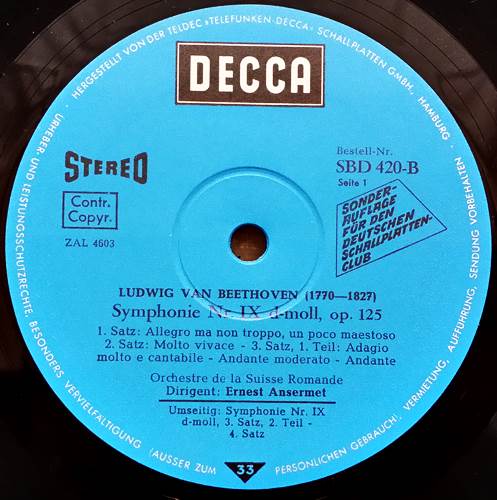 DECCA
HERGESTELLT VON DER TELDEC »TELEFUNKEN-DECCA« SCHALLPLATTEN GMBH, HAMBURG
URHEBER- UND LEISTUNGSSCHUTZRECHTE, BESONDERS VERVIELFÄLTIGUNG (AUSSER ZUM PERSÖNLICHEN GEBRAUCH), VERMIETUNG, AUFFÜHRUNG, SENDUNG VORBEHALTEN
STEREO
Contr.
Copyr.
ZAL 4603
Bestell-Nr.
SBD 420-B
Seite 1
SONDER-
AUFLAGE
FÜR DEN
DEUTSCHEN
SCHALLPLATTEN-
CLUB
LUDWIG VAN BEETHOVEN (1770—1827)
Symphonie Nr. IX d-moll, op. 125
1. Satz: Allegro ma non troppo, un poco maestoso
2. Satz: Molto vivace - 3. Satz, 1. Teil: Adagio
molto e cantabile - Andante moderato - Andante
Orchestre de la Suisse Romande
Dirigent: Ernest Ansermet
Umseitig: Symphonie Nr. IX
d-moll, 3. Satz, 2. Teil -
4. Satz
33